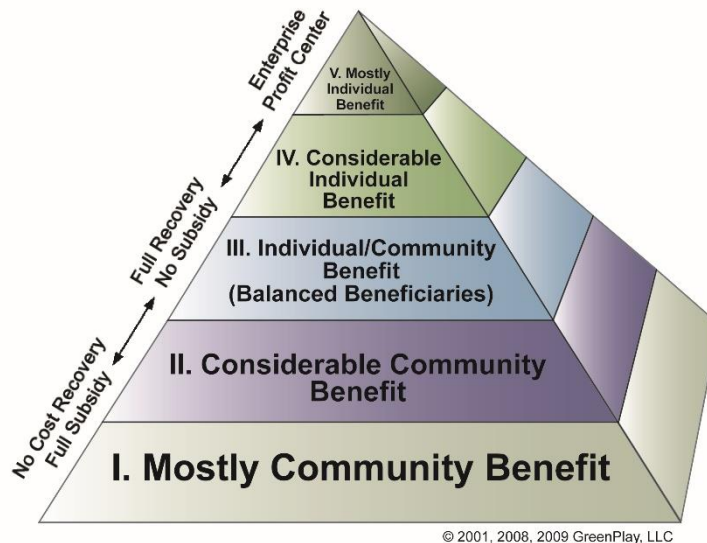 Enterprise
Profit Center
V. Mostly
Individual
Benefit
IV. Considerable
Individual
Benefit
Full Recovery
No Subsidy
III. Individual/Community
Benefit
(Balanced Beneficiaries)
II. Considerable Community
Benefit
No Cost Recovery
Full Subsidy
I. Mostly Community Benefit
© 2001, 2008, 2009 GreenPlay, LLC